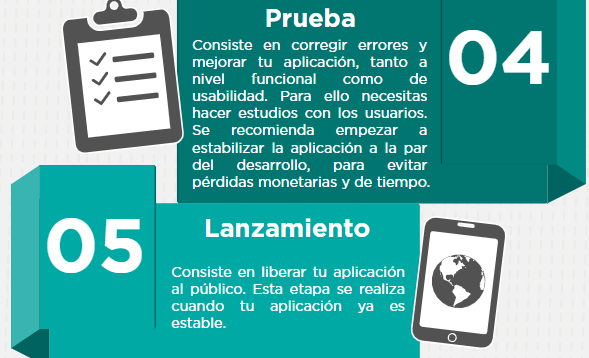 Prueba
04
Consiste en corregir errores y
mejorar tu aplicación, tanto a
nivel funcional como de
usabilidad. Para ello necesitas
hacer estudios con los usuarios.
Se recomienda empezar a
estabilizar la aplicación a la par
del desarrollo, para evitar
pérdidas monetarias y de tiempo.
05
Lanzamiento
Consiste en liberar tu aplicación
al público. Esta etapa se realiza
cuando tu aplicación ya es
estable.